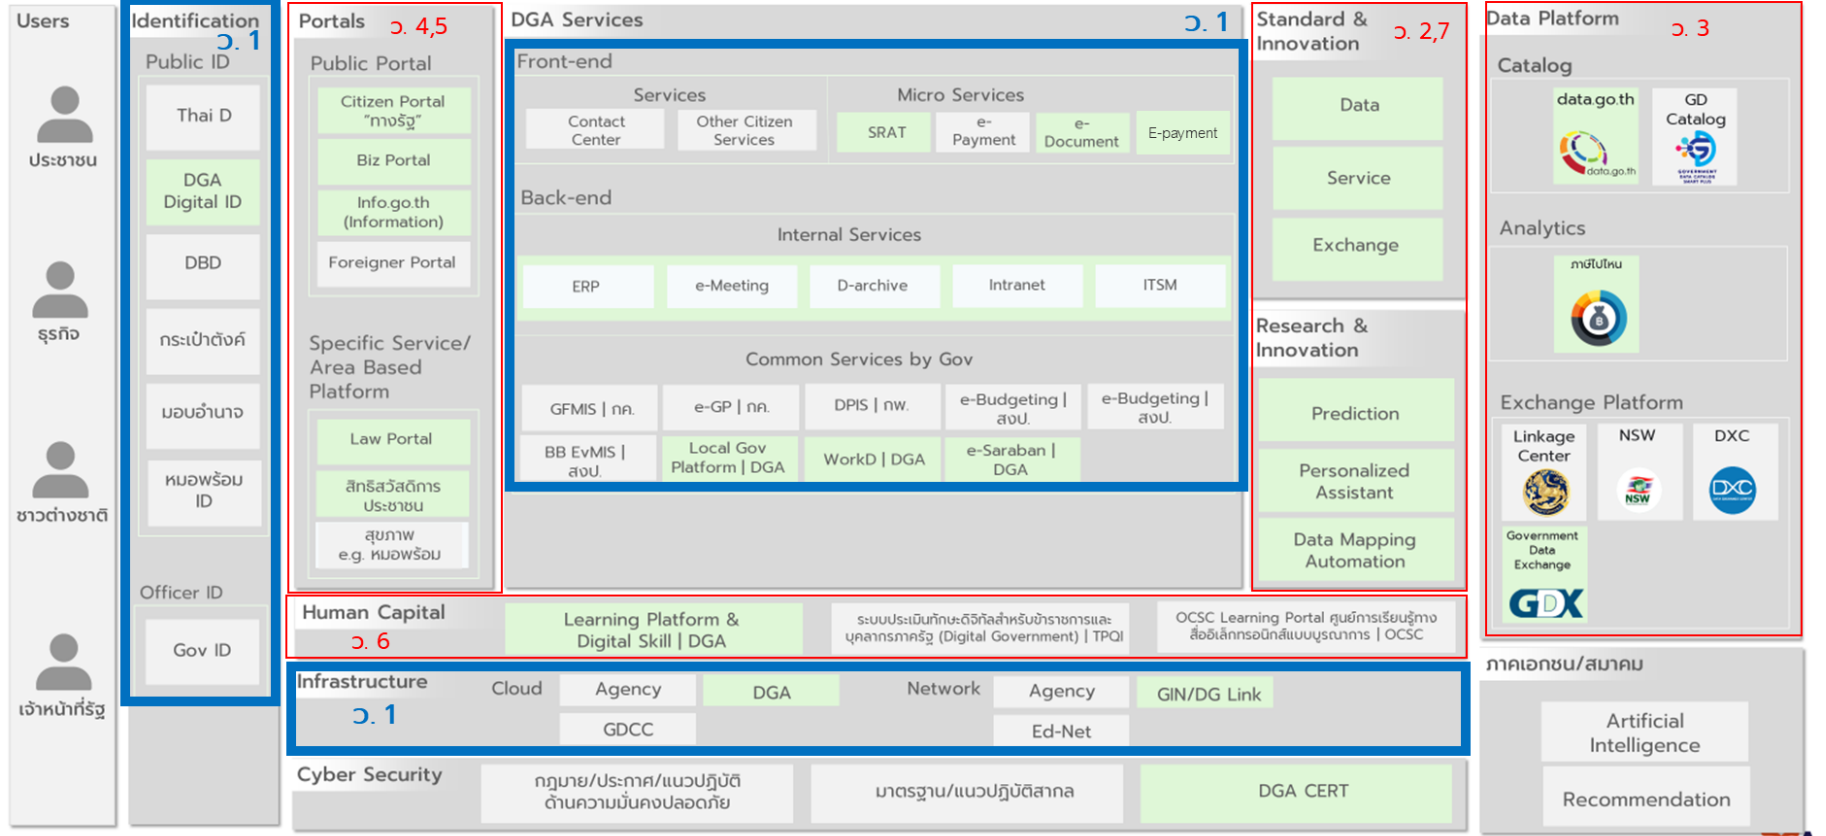 Users
ประชาชน
ธุรกิจ
ชาวต่างชาติ
เจ้าหน้าที่รัฐ
Identification
ว. 1
Public ID
Thai D
DGA
Digital ID
DBD
กระเป๋าตังค์
มอบอำนาจ
หมอพร้อม
ID
Officer ID
Gov ID
Portals
ว. 4,5
Public Portal
Citizen Portal
"ทางรัฐ"
Biz Portal
Info.go.th
(Information)
Foreigner Portal
Specific Service/
Area Based
Platform
Law Portal
สิทธิสวัสดิการ
ประชาชน
สุขภาพ
e.g. หมอพร้อม
DGA Services
ว. 1
Front-end
Services
Contact
Center
Other Citizen
Services
Micro Services
SRAT
e-
Payment
e-
Document
E-payment
Back-end
Internal Services
ERP
e-Meeting
D-archive
Intranet
ITSM
Common Services by Gov
GFMIS | กค.
e-GP | กค.
DPIS | กพ.
e-Budgeting |
สงป.
e-Budgeting |
สงป.
BB EvMIS |
สงป.
Local Gov
Platform | DGA
WorkD | DGA
e-Saraban |
DGA
Standard &
Innovation
ว. 2,7
Data
Service
Exchange
Research &
Innovation
Prediction
Personalized
Assistant
Data Mapping
Automation
Data Platform
ว. 3
Catalog
data.go.th
data.go.th
GD
Catalog
GOVERNMENT
DATA CATALOG
SMART PLUS
Analytics
ภาษีไปไหน
Exchange Platform
Linkage
Center
NSW
NSW
DXC
DXC
Government
Data
Exchange
GDX
Human Capital
ว. 6
Learning Platform &
Digital Skill | DGA
ระบบประเมินทักษะดิจิทัลสำหรับข้าราชการและ
บุคลากรภาครัฐ (Digital Government) | TPQI
OCSC Learning Portal ศูนย์การเรียนรู้ทาง
สื่ออิเล็กทรอนิกส์แบบบูรณาการ | OCSC
Infrastructure
ว. 1
Cloud
Agency
DGA
GDCC
Network
Agency
GIN/DG Link
Ed-Net
Cyber Security
กฎมาย/ประกาศ/แนวปฏิบัติ
ด้านความมั่นคงปลอดภัย
มาตรฐาน/แนวปฏิบัติสากล
DGA CERT
ภาคเอกชน/สมาคม
Artificial
Intelligence
Recommendation